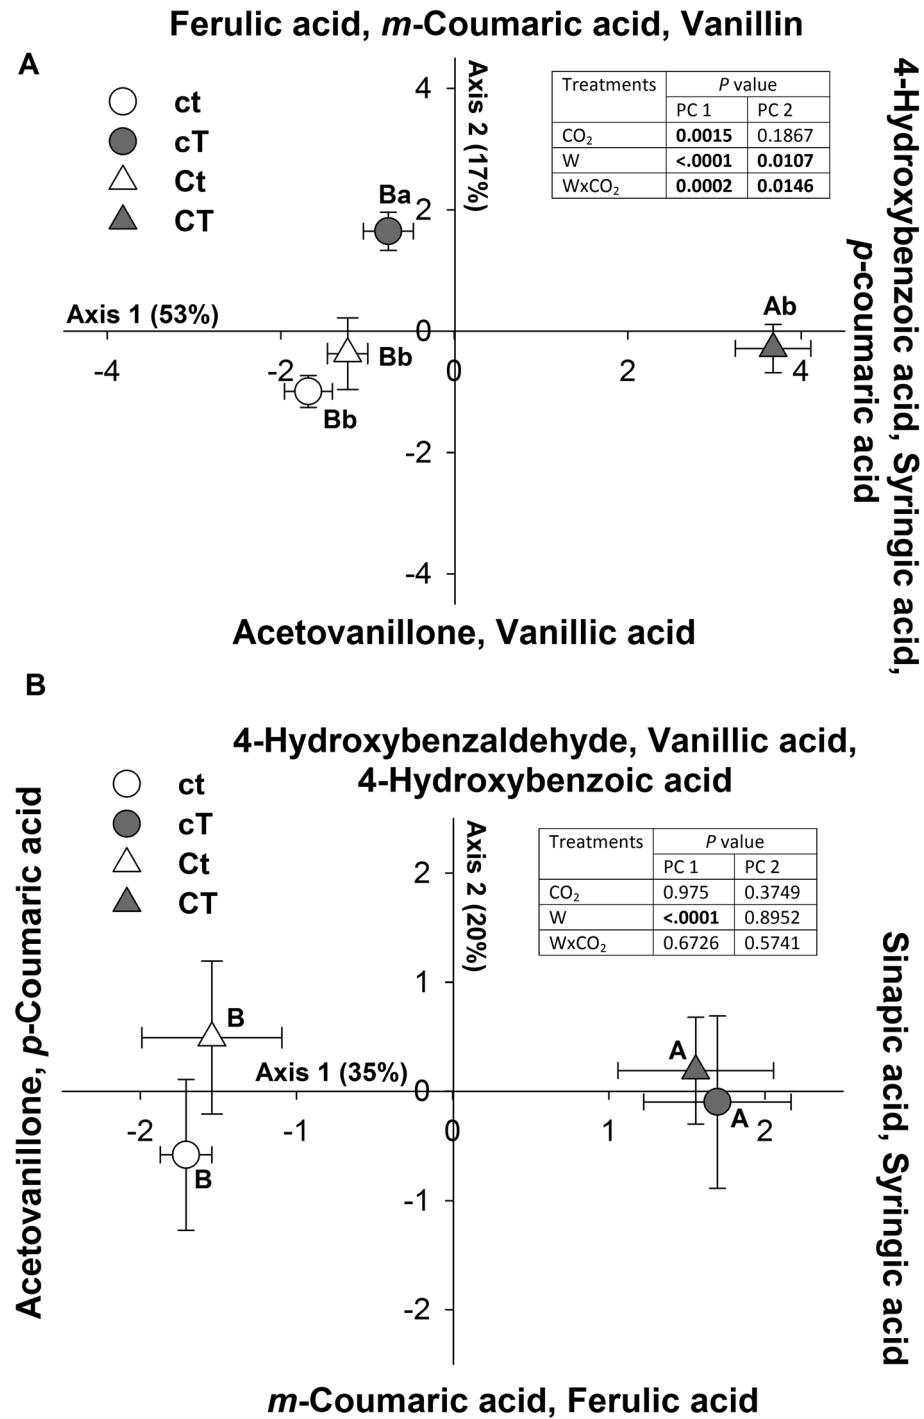 Ferulic acid, m-Coumaric acid, Vanillin
A
ct
cT
Ct
CT
Axis 2 (17%)
Treatments P value
PC 1 PC 2
CO₂ 0.0015 0.1867
W <.0001 0.0107
WxCO₂ 0.0002 0.0146
4-Hydroxybenzoic acid, Syringic acid,
p-coumaric acid
4
2
0
-2
-4
Ba
Axis 1 (53%)
Ab
Bb
Bb
-4 -2 0 2 4
Acetovanillone, Vanillic acid
B
4-Hydroxybenzaldehyde, Vanillic acid,
4-Hydroxybenzoic acid
Acetovanillone, p-Coumaric acid
ct
cT
Ct
CT
Axis 2 (20%)
Treatments P value
PC 1 PC 2
CO₂ 0.975 0.3749
W <.0001 0.8952
WxCO₂ 0.6726 0.5741
Sinapic acid, Syringic acid
2
1
0
-1
-2
B
Axis 1 (35%)
A
A
B
-2 -1 0 1 2
m-Coumaric acid, Ferulic acid